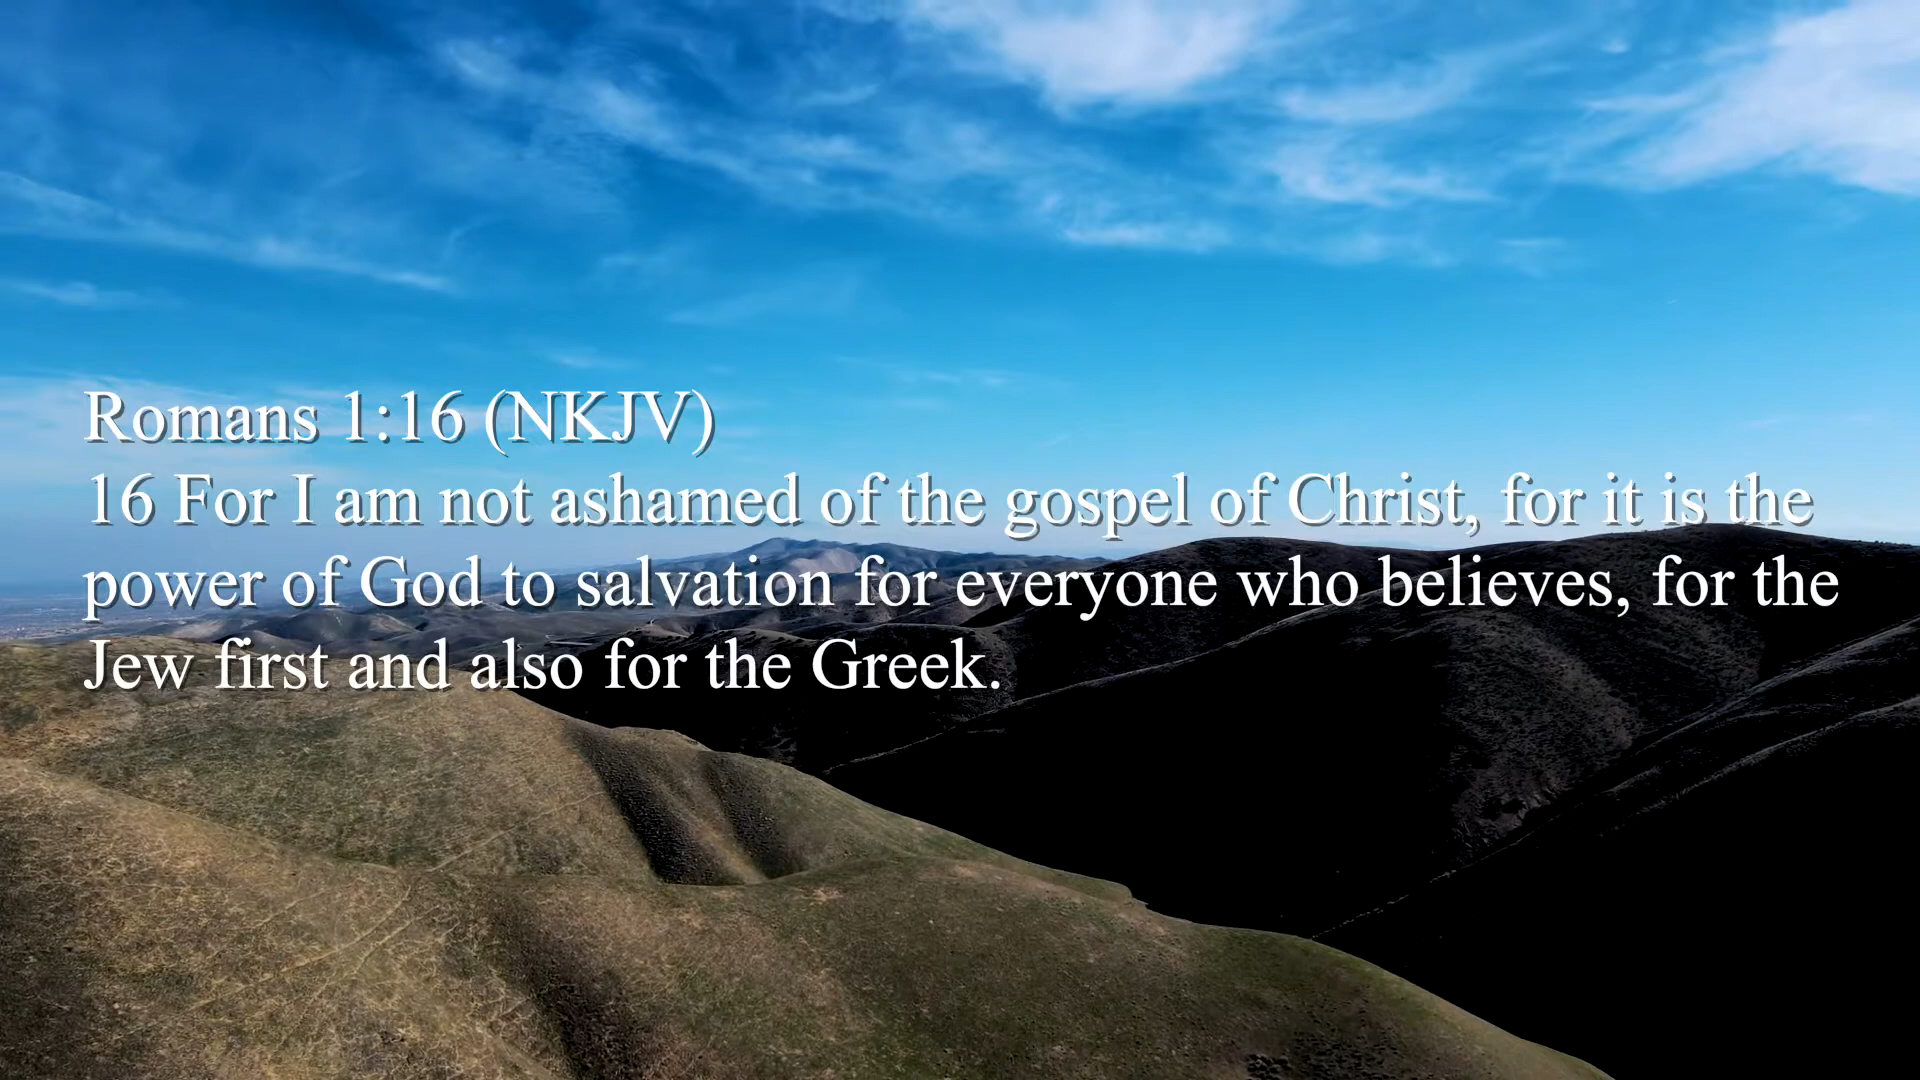 Romans 1:16 (NKJV)
16 For I am not ashamed of the gospel of Christ, for it is the
power of God to salvation for everyone who believes, for the
Jew first and also for the Greek.